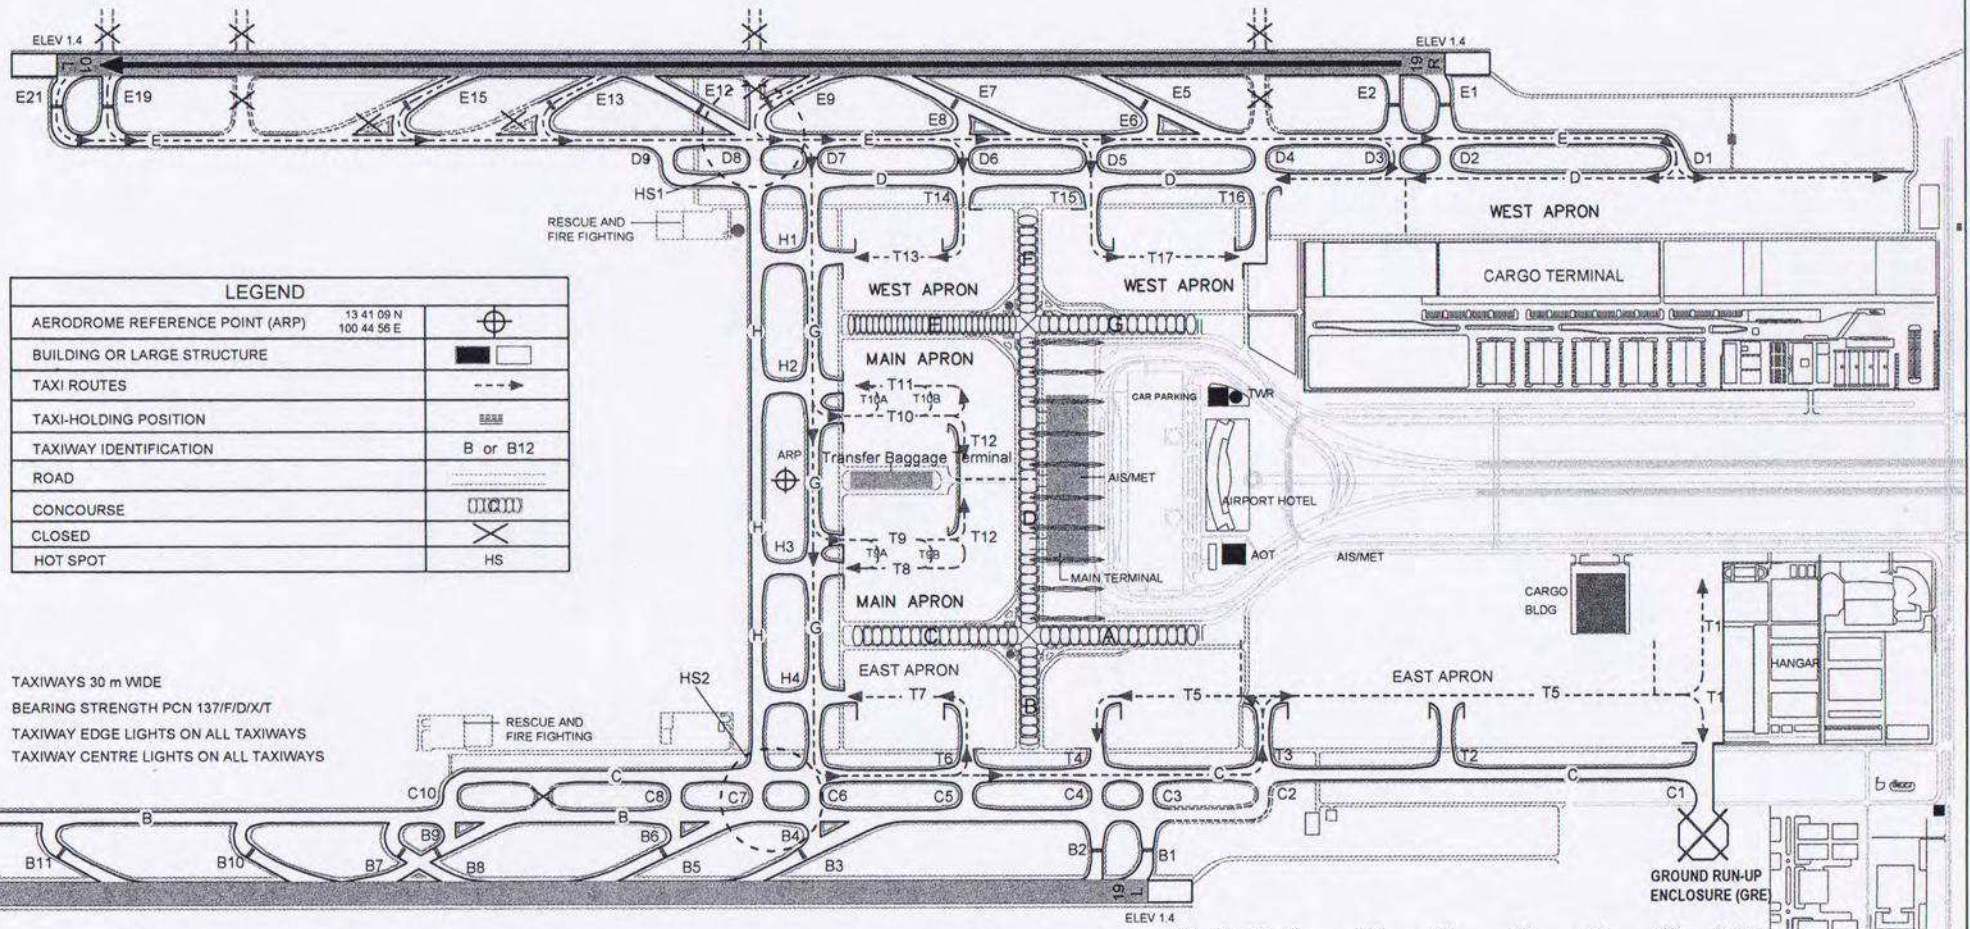 ELEV 1.4
ELEV 1.4
01
L
19
R
E21
E19
E15
E13
E12
E9
E7
E5
E2
E1
E8
E6
E
E
E
D9
D8
D7
D6
D5
D4
D3
D2
D1
D
D
D
HS1
T14
T15
T16
WEST APRON
RESCUE AND
FIRE FIGHTING
H1
T13
T17
F
WEST APRON
WEST APRON
CARGO TERMINAL
LEGEND
AERODROME REFERENCE POINT (ARP)
13 41 09 N
100 44 56 E
BUILDING OR LARGE STRUCTURE
TAXI ROUTES
TAXI-HOLDING POSITION
TAXIWAY IDENTIFICATION
B or B12
ROAD
CONCOURSE
C
CLOSED
HOT SPOT
HS
H
G
E
G
MAIN APRON
H2
T11
T10A
T10B
T10
CAR PARKING
TWR
T12
ARP
Transfer Baggage Terminal
G
AIS/MET
AIRPORT HOTEL
D
H
H3
T9
T12
T9A
T9B
T8
MAIN TERMINAL
AOT
AIS/MET
MAIN APRON
CARGO
BLDG
H
G
C
A
T1
HANGAR
EAST APRON
EAST APRON
TAXIWAYS 30 m WIDE
BEARING STRENGTH PCN 137/F/D/X/T
TAXIWAY EDGE LIGHTS ON ALL TAXIWAYS
TAXIWAY CENTRE LIGHTS ON ALL TAXIWAYS
HS2
H4
T7
B
T5
T5
T1
RESCUE AND
FIRE FIGHTING
T6
T4
T3
T2
C
C
C
C10
C8
C7
C6
C5
C4
C3
C2
C1
B
B
B11
B10
B9
B7
B8
B6
B5
B4
B3
B2
B1
19
L
GROUND RUN-UP
ENCLOSURE (GRE)
ELEV 1.4